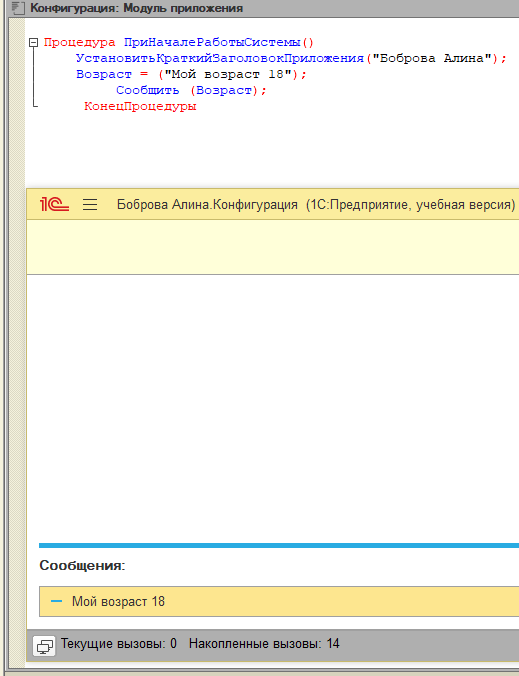 Конфигурация: Модуль приложения
Процедура ПриНачалеРаботыСистемы()
УстановитьКраткийЗаголовокПриложения("Боброва Алина");
Возраст = ("Мой возраст 18");
Сообщить (Возраст);
КонецПроцедуры
1С Боброва Алина.Конфигурация (1С:Предприятие, учебная версия)
Сообщения:
Мой возраст 18
Текущие вызовы: 0 Накопленные вызовы: 14